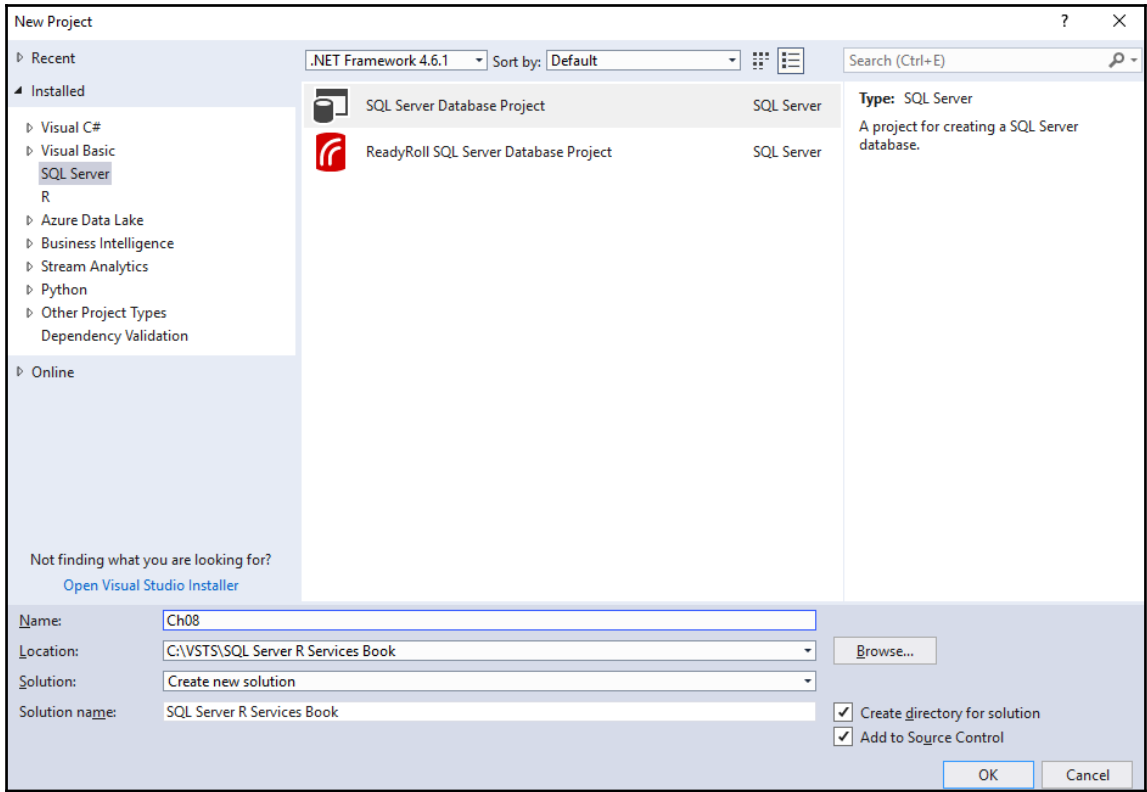 New Project
Recent
.NET Framework 4.6.1 Sort by: Default
Search (Ctrl+E)
Installed
Visual C#
Visual Basic
SQL Server
R
Azure Data Lake
Business Intelligence
Stream Analytics
Python
Other Project Types
Dependency Validation
Online
SQL Server Database Project SQL Server
ReadyRoll SQL Server Database Project SQL Server
Type: SQL Server
A project for creating a SQL Server
database.
Not finding what you are looking for?
Open Visual Studio Installer
Name: Ch08
Location: C:\VSTS\SQL Server R Services Book
Browse...
Solution: Create new solution
Solution name: SQL Server R Services Book
Create directory for solution
Add to Source Control
OK Cancel